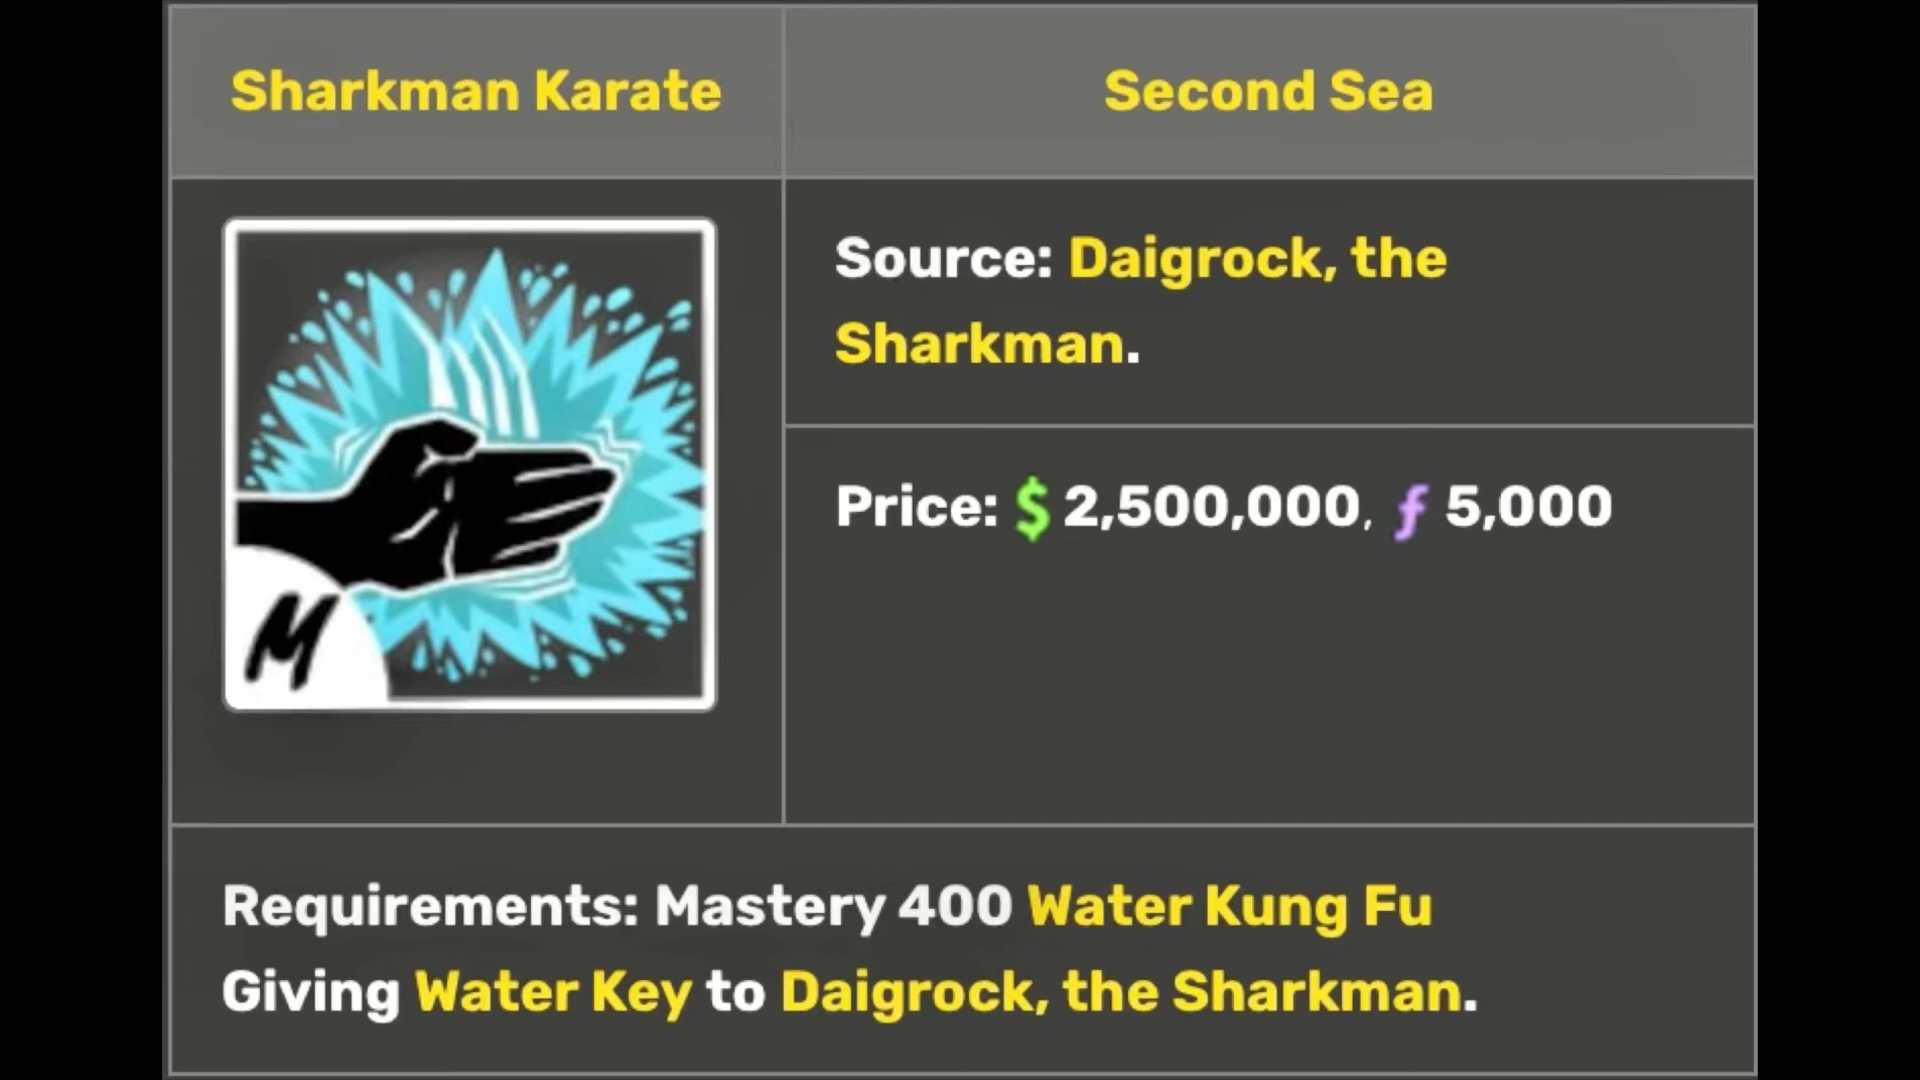 Sharkman Karate
Second Sea
Source: Daigrock, the
Sharkman.
Price: $ 2,500,000, ƒ 5,000
M
Requirements: Mastery 400 Water Kung Fu
Giving Water Key to Daigrock, the Sharkman.